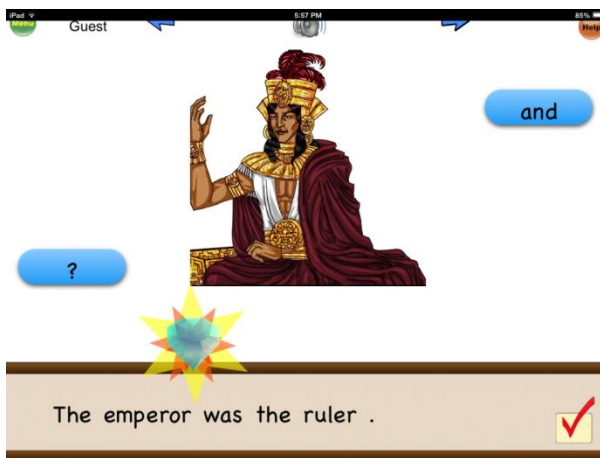 iPad 5:57 PM 85%
Menu Guest Help
and
?
The emperor was the ruler .